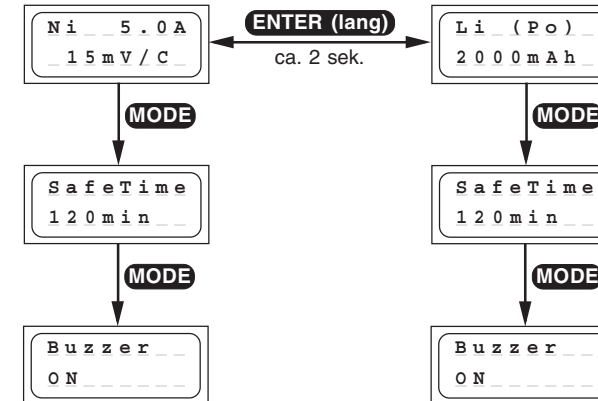 Ni 5.0A
15mV/C
ENTER (lang)
ca. 2 sek.
Li (Po)
2000mAh
MODE
MODE
SafeTime
120min
SafeTime
120min
MODE
MODE
Buzzer
ON
Buzzer
ON